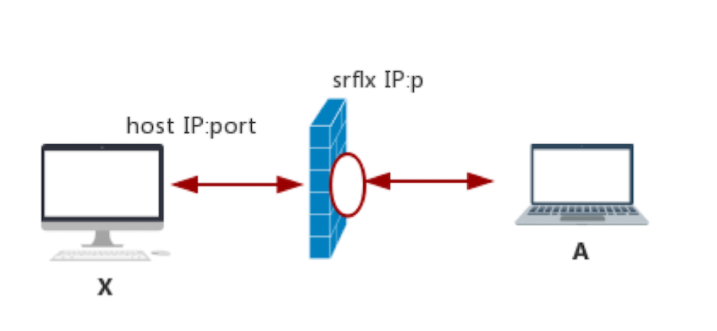 srflx IP:p
host IP:port
X
A